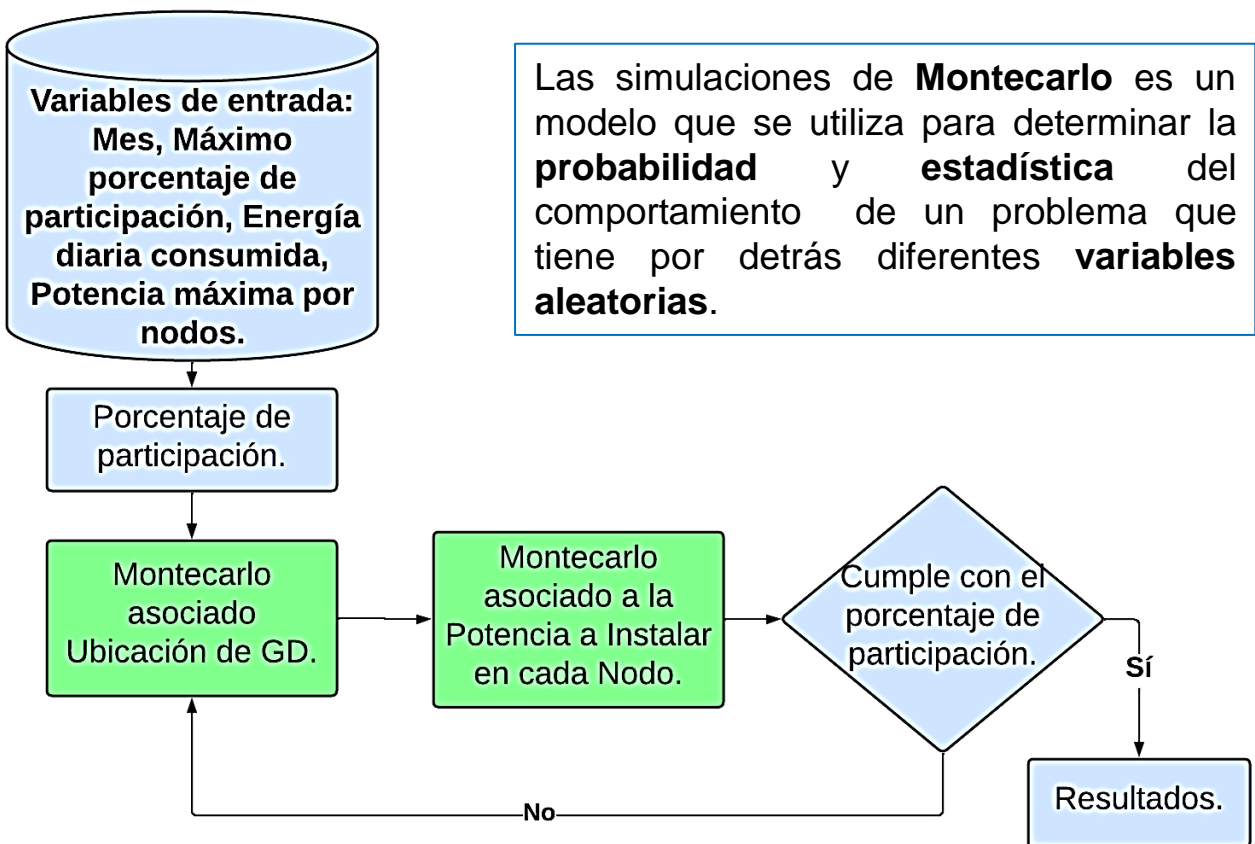 Variables de entrada:
Mes, Máximo
porcentaje de
participación, Energía
diaria consumida,
Potencia máxima por
nodos.
Las simulaciones de Montecarlo es un
modelo que se utiliza para determinar la
probabilidad y estadística del
comportamiento de un problema que
tiene por detrás diferentes variables
aleatorias.
Porcentaje de
participación.
Montecarlo
asociado
Ubicación de GD.
Montecarlo
asociado a la
Potencia a Instalar
en cada Nodo.
Cumple con el
porcentaje de
participación.
Sí
No
Resultados.